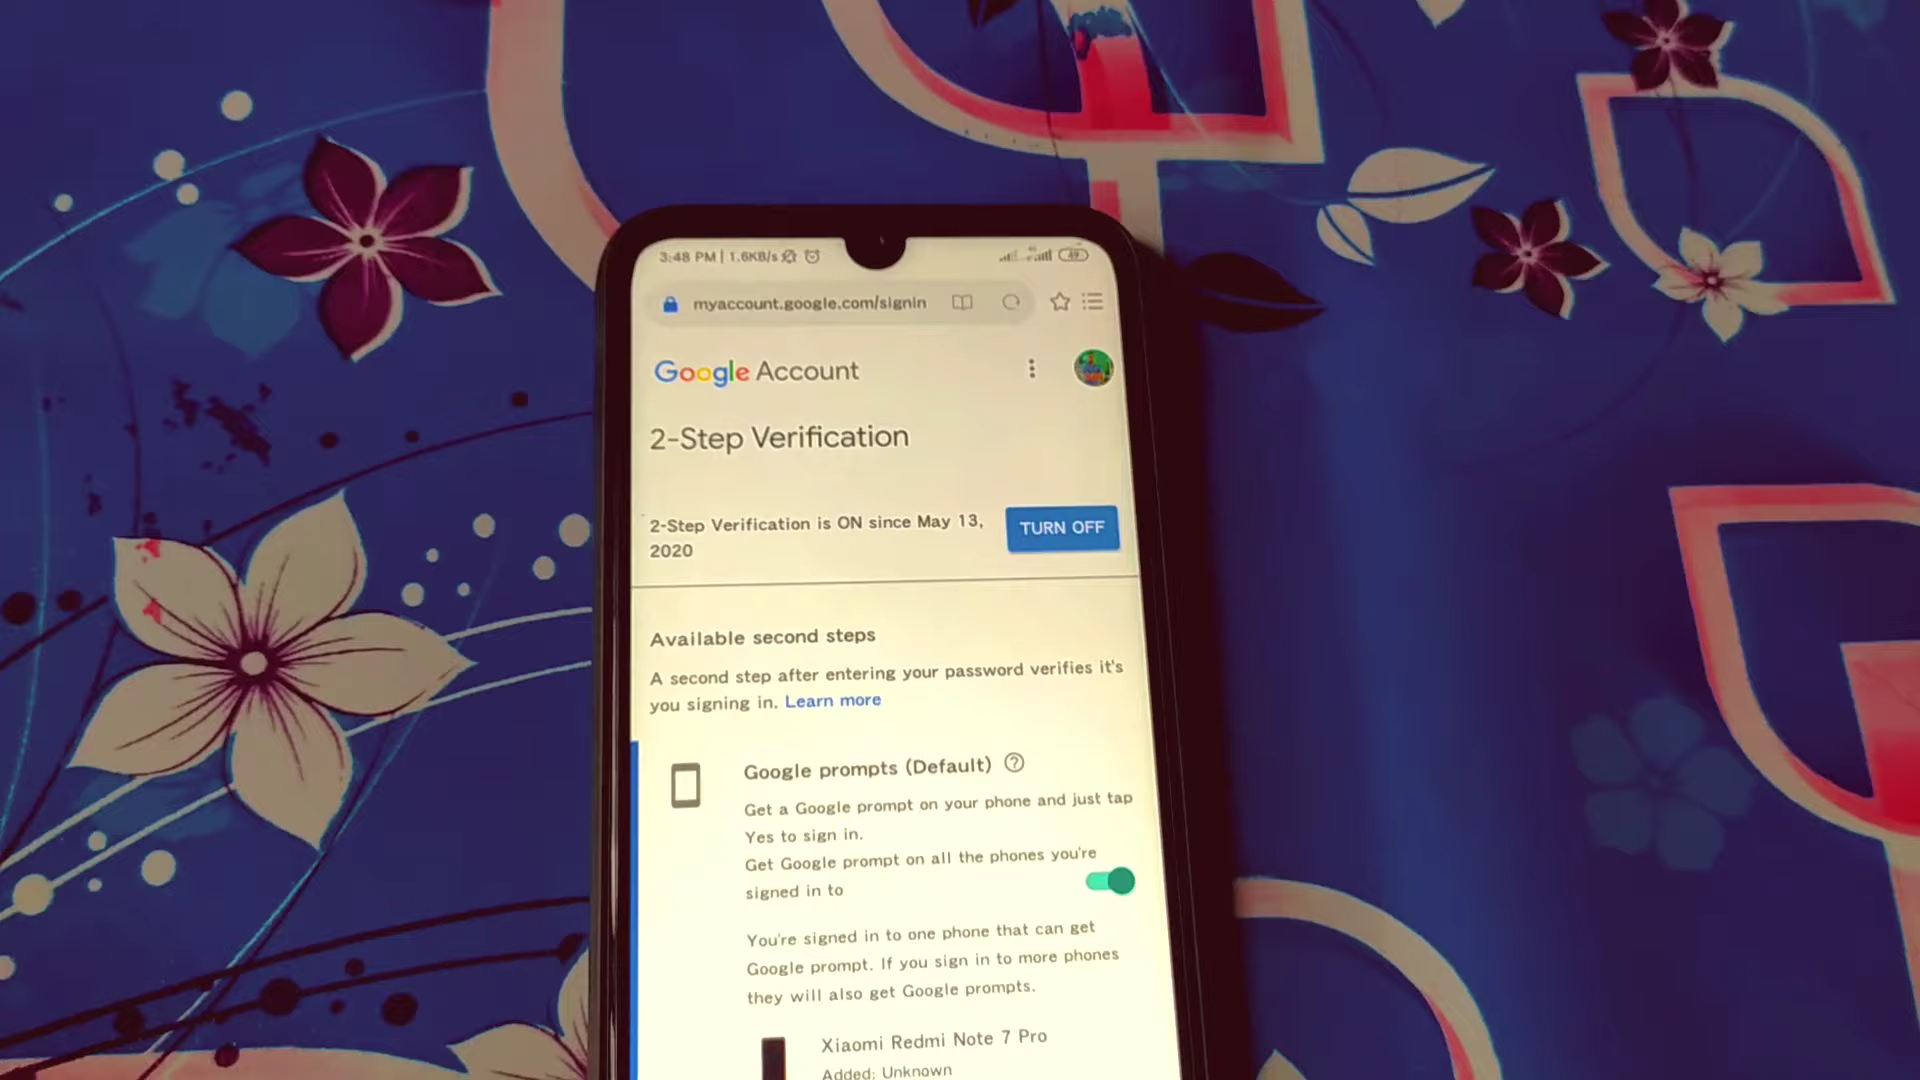 3:48 PM | 1.6KB/s
49
myaccount.google.com/signin
Google Account
2-Step Verification
2-Step Verification is ON since May 13,
2020
TURN OFF
Available second steps
A second step after entering your password verifies it's
you signing in. Learn more
Google prompts (Default)
Get a Google prompt on your phone and just tap
Yes to sign in.
Get Google prompt on all the phones you're
signed in to
You're signed in to one phone that can get
Google prompt. If you sign in to more phones
they will also get Google prompts.
Xiaomi Redmi Note 7 Pro
Added: Unknown